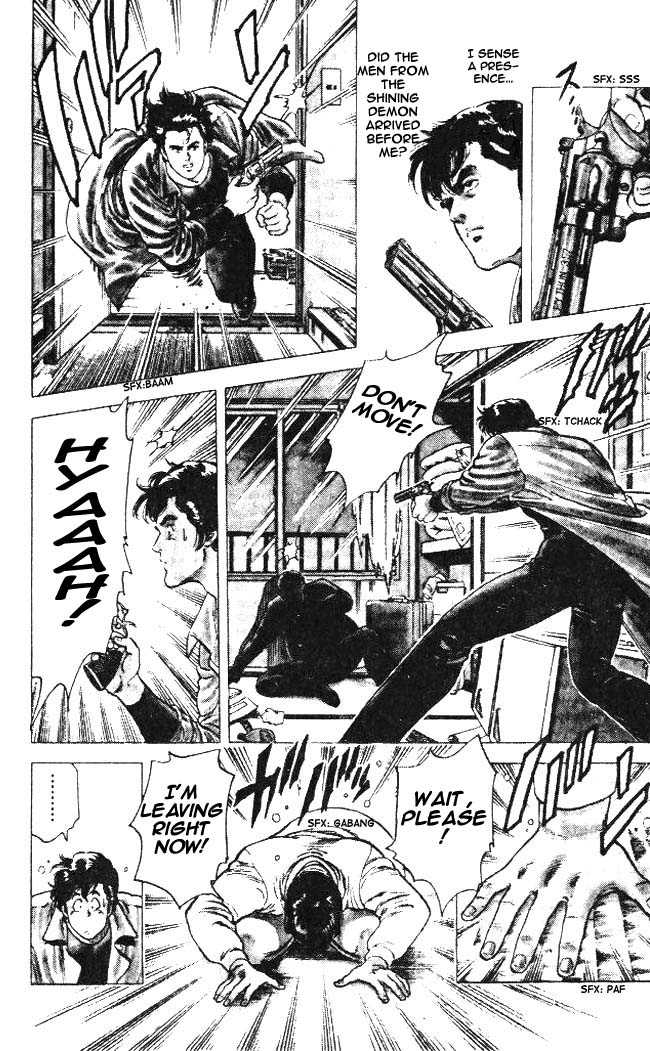 ス
SFX: SSS
I SENSE
A PRES-
ENCE...
DID THE
MEN FROM
THE
SHINING
DEMON
ARRIVED
BEFORE
ME?
SFX:BAAM
SFX: TCHACK
DON'T
MOVE!
HYAAAH!
SFX: PAF
WAIT,
PLEASE
!
SFX: GABANG
I'M
LEAVING
RIGHT
NOW!
.........